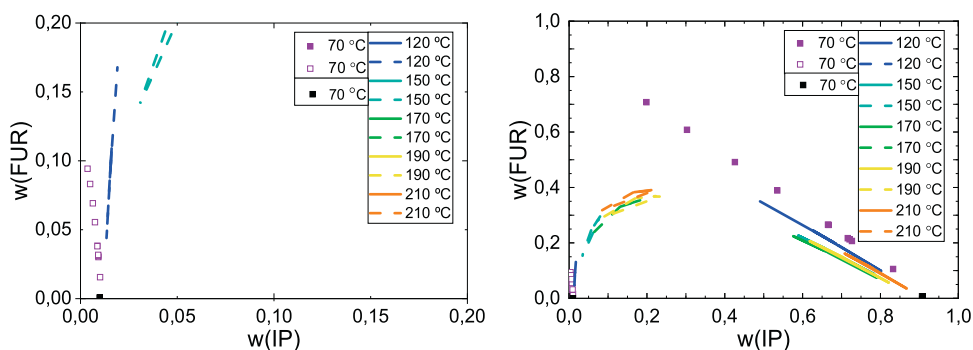 0,20
0,15
0,10
0,05
0,00
w(FUR)
0,00 0,05 0,10 0,15 0,20
w(IP)
70 °C
70 °C
70 °C
120 ºC
120 ºC
150 ºC
150 ºC
170 ºC
170 ºC
190 ºC
190 ºC
210 ºC
210 ºC
1,0
0,8
0,6
0,4
0,2
0,0
w(FUR)
0,0 0,2 0,4 0,6 0,8 1,0
w(IP)
70 °C
70 °C
70 °C
120 °C
120 °C
150 °C
150 °C
170 °C
170 °C
190 °C
190 °C
210 °C
210 °C